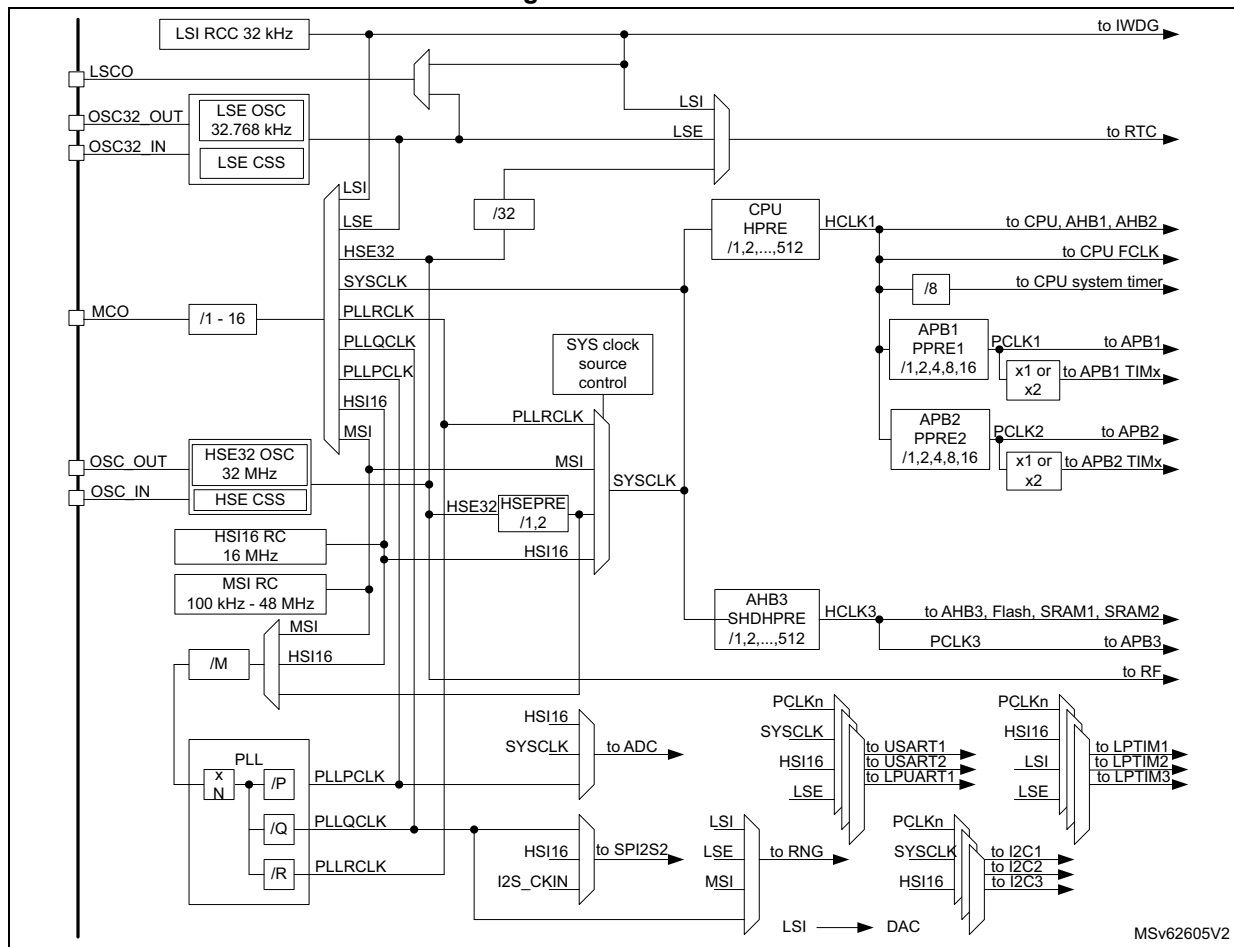 LSI RCC 32 kHz
to IWDG
LSCO
OSC32_OUT
LSE OSC
32.768 kHz
OSC32_IN
LSE CSS
LSI
LSE
to RTC
/32
LSI
LSE
HSE32
SYSCLK
PLLRCLK
PLLQCLK
PLLPCLK
HSI16
MSI
MCO
/1 - 16
CPU
HPRE
/1,2,...,512
HCLK1
to CPU, AHB1, AHB2
to CPU FCLK
/8
to CPU system timer
APB1
PPRE1
/1,2,4,8,16
PCLK1
to APB1
x1 or
x2
to APB1 TIMx
APB2
PPRE2
/1,2,4,8,16
PCLK2
to APB2
x1 or
x2
to APB2 TIMx
SYS clock
source
control
PLLRCLK
MSI
HSE32
HSEPRE
/1,2
HSI16
SYSCLK
OSC_OUT
HSE32 OSC
32 MHz
OSC_IN
HSE CSS
HSI16 RC
16 MHz
MSI RC
100 kHz - 48 MHz
AHB3
SHDHPRE
/1,2,...,512
HCLK3
to AHB3, Flash, SRAM1, SRAM2
PCLK3
to APB3
to RF
MSI
HSI16
/M
PLL
x
N
/P
/Q
/R
PLLPCLK
PLLQCLK
PLLRCLK
HSI16
SYSCLK
to ADC
HSI16
I2S_CKIN
to SPI2S2
LSI
LSE
MSI
to RNG
PCLKn
SYSCLK
HSI16
LSE
to USART1
to USART2
to LPUART1
PCLKn
HSI16
LSI
LSE
to LPTIM1
to LPTIM2
to LPTIM3
PCLKn
SYSCLK
HSI16
to I2C1
to I2C2
to I2C3
LSI
DAC
MSv62605V2